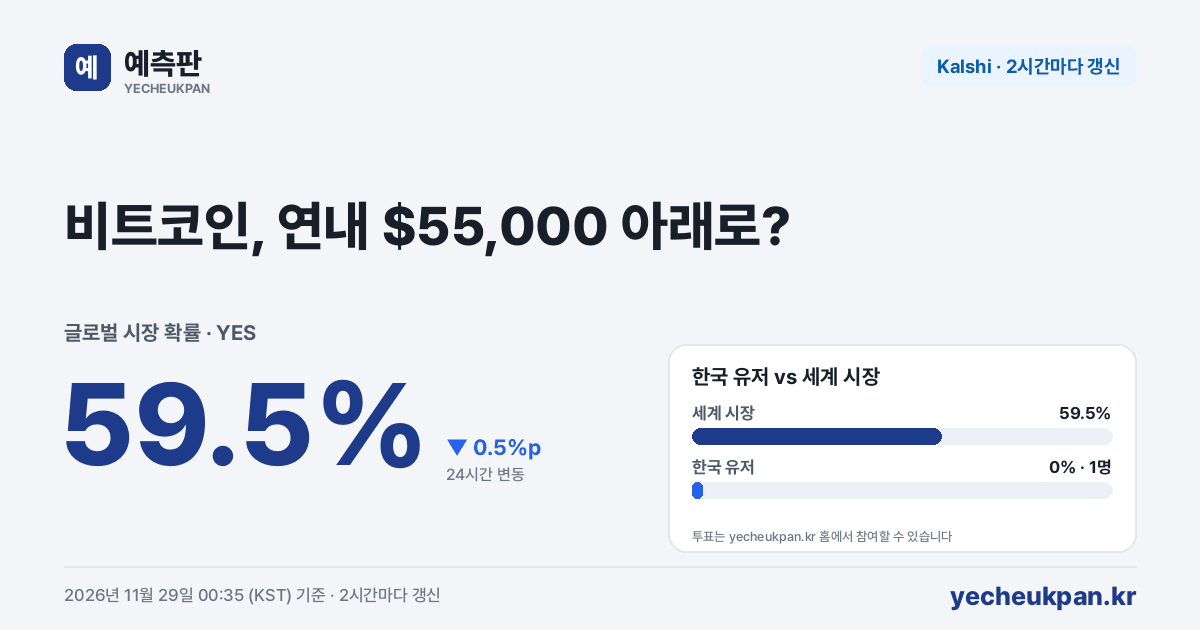 예
예측판
YECHEUKPAN
Kalshi · 2시간마다 갱신
비트코인, 연내 $55,000 아래로?
글로벌 시장 확률 · YES
59.5%
▼ 0.5%p
24시간 변동
한국 유저 vs 세계 시장
세계 시장 59.5%
한국 유저 0% · 1명
투표는 yecheukpan.kr 홈에서 참여할 수 있습니다
2026년 11월 29일 00:35 (KST) 기준 · 2시간마다 갱신
yecheukpan.kr